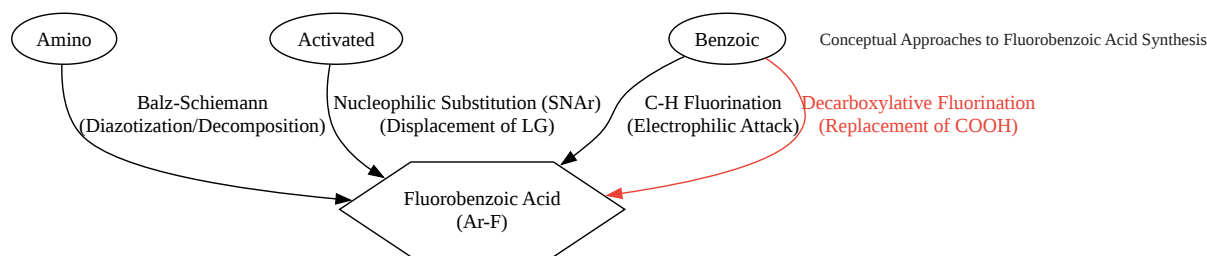 Amino
Activated
Benzoic
Conceptual Approaches to Fluorobenzoic Acid Synthesis
Balz-Schiemann
(Diazotization/Decomposition)
Nucleophilic Substitution (SNAr)
(Displacement of LG)
C-H Fluorination
(Electrophilic Attack)
Decarboxylative Fluorination
(Replacement of COOH)
Fluorobenzoic Acid
(Ar-F)